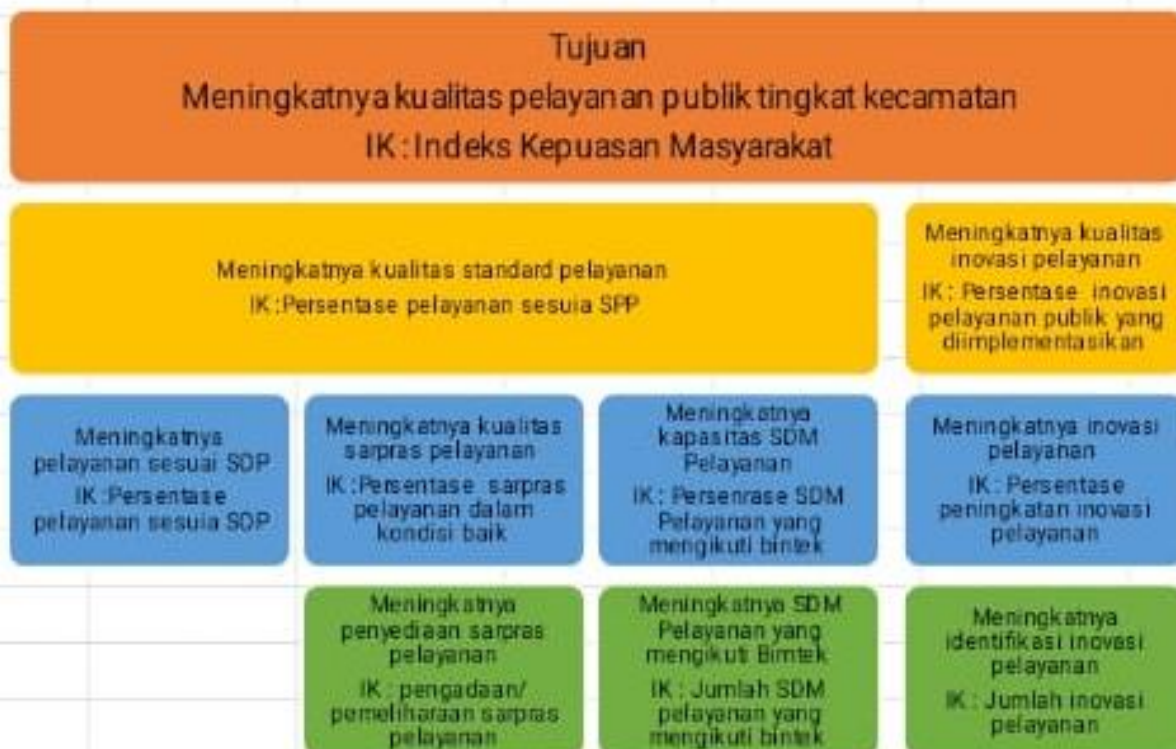 Tujuan
Meningkatnya kualitas pelayanan publik tingkat kecamatan
IK : Indeks Kepuasan Masyarakat
Meningkatnya kualitas standard pelayanan
IK :Persentase pelayanan sesuia SPP
Meningkatnya kualitas
inovasi pelayanan
IK : Persentase inovasi
pelayanan publik yang
diimplementasikan
Meningkatnya
pelayanan sesuai SOP
IK :Persentase
pelayanan sesuia SOP
Meningkatnya kualitas
sarpras pelayanan
IK :Persentase sarpras
pelayanan dalam
kondisi baik
Meningkatnya
kapasitas SDM
Pelayanan
IK : Persenrase SDM
Pelayanan yang
mengikuti bintek
Meningkatnya inovasi
pelayanan
IK : Persentase
peningkatan inovasi
pelayanan
Meningkatnya
penyediaan sarpras
pelayanan
IK : pengadaan/
pemeliharaan sarpras
pelayanan
Meningkatnya SDM
Pelayanan yang
mengikuti Bimtek
IK : Jumlah SDM
pelayanan yang
mengikuti bintek
Meningkatnya
identifikasi inovasi
pelayanan
IK : Jumlah inovasi
pelayanan